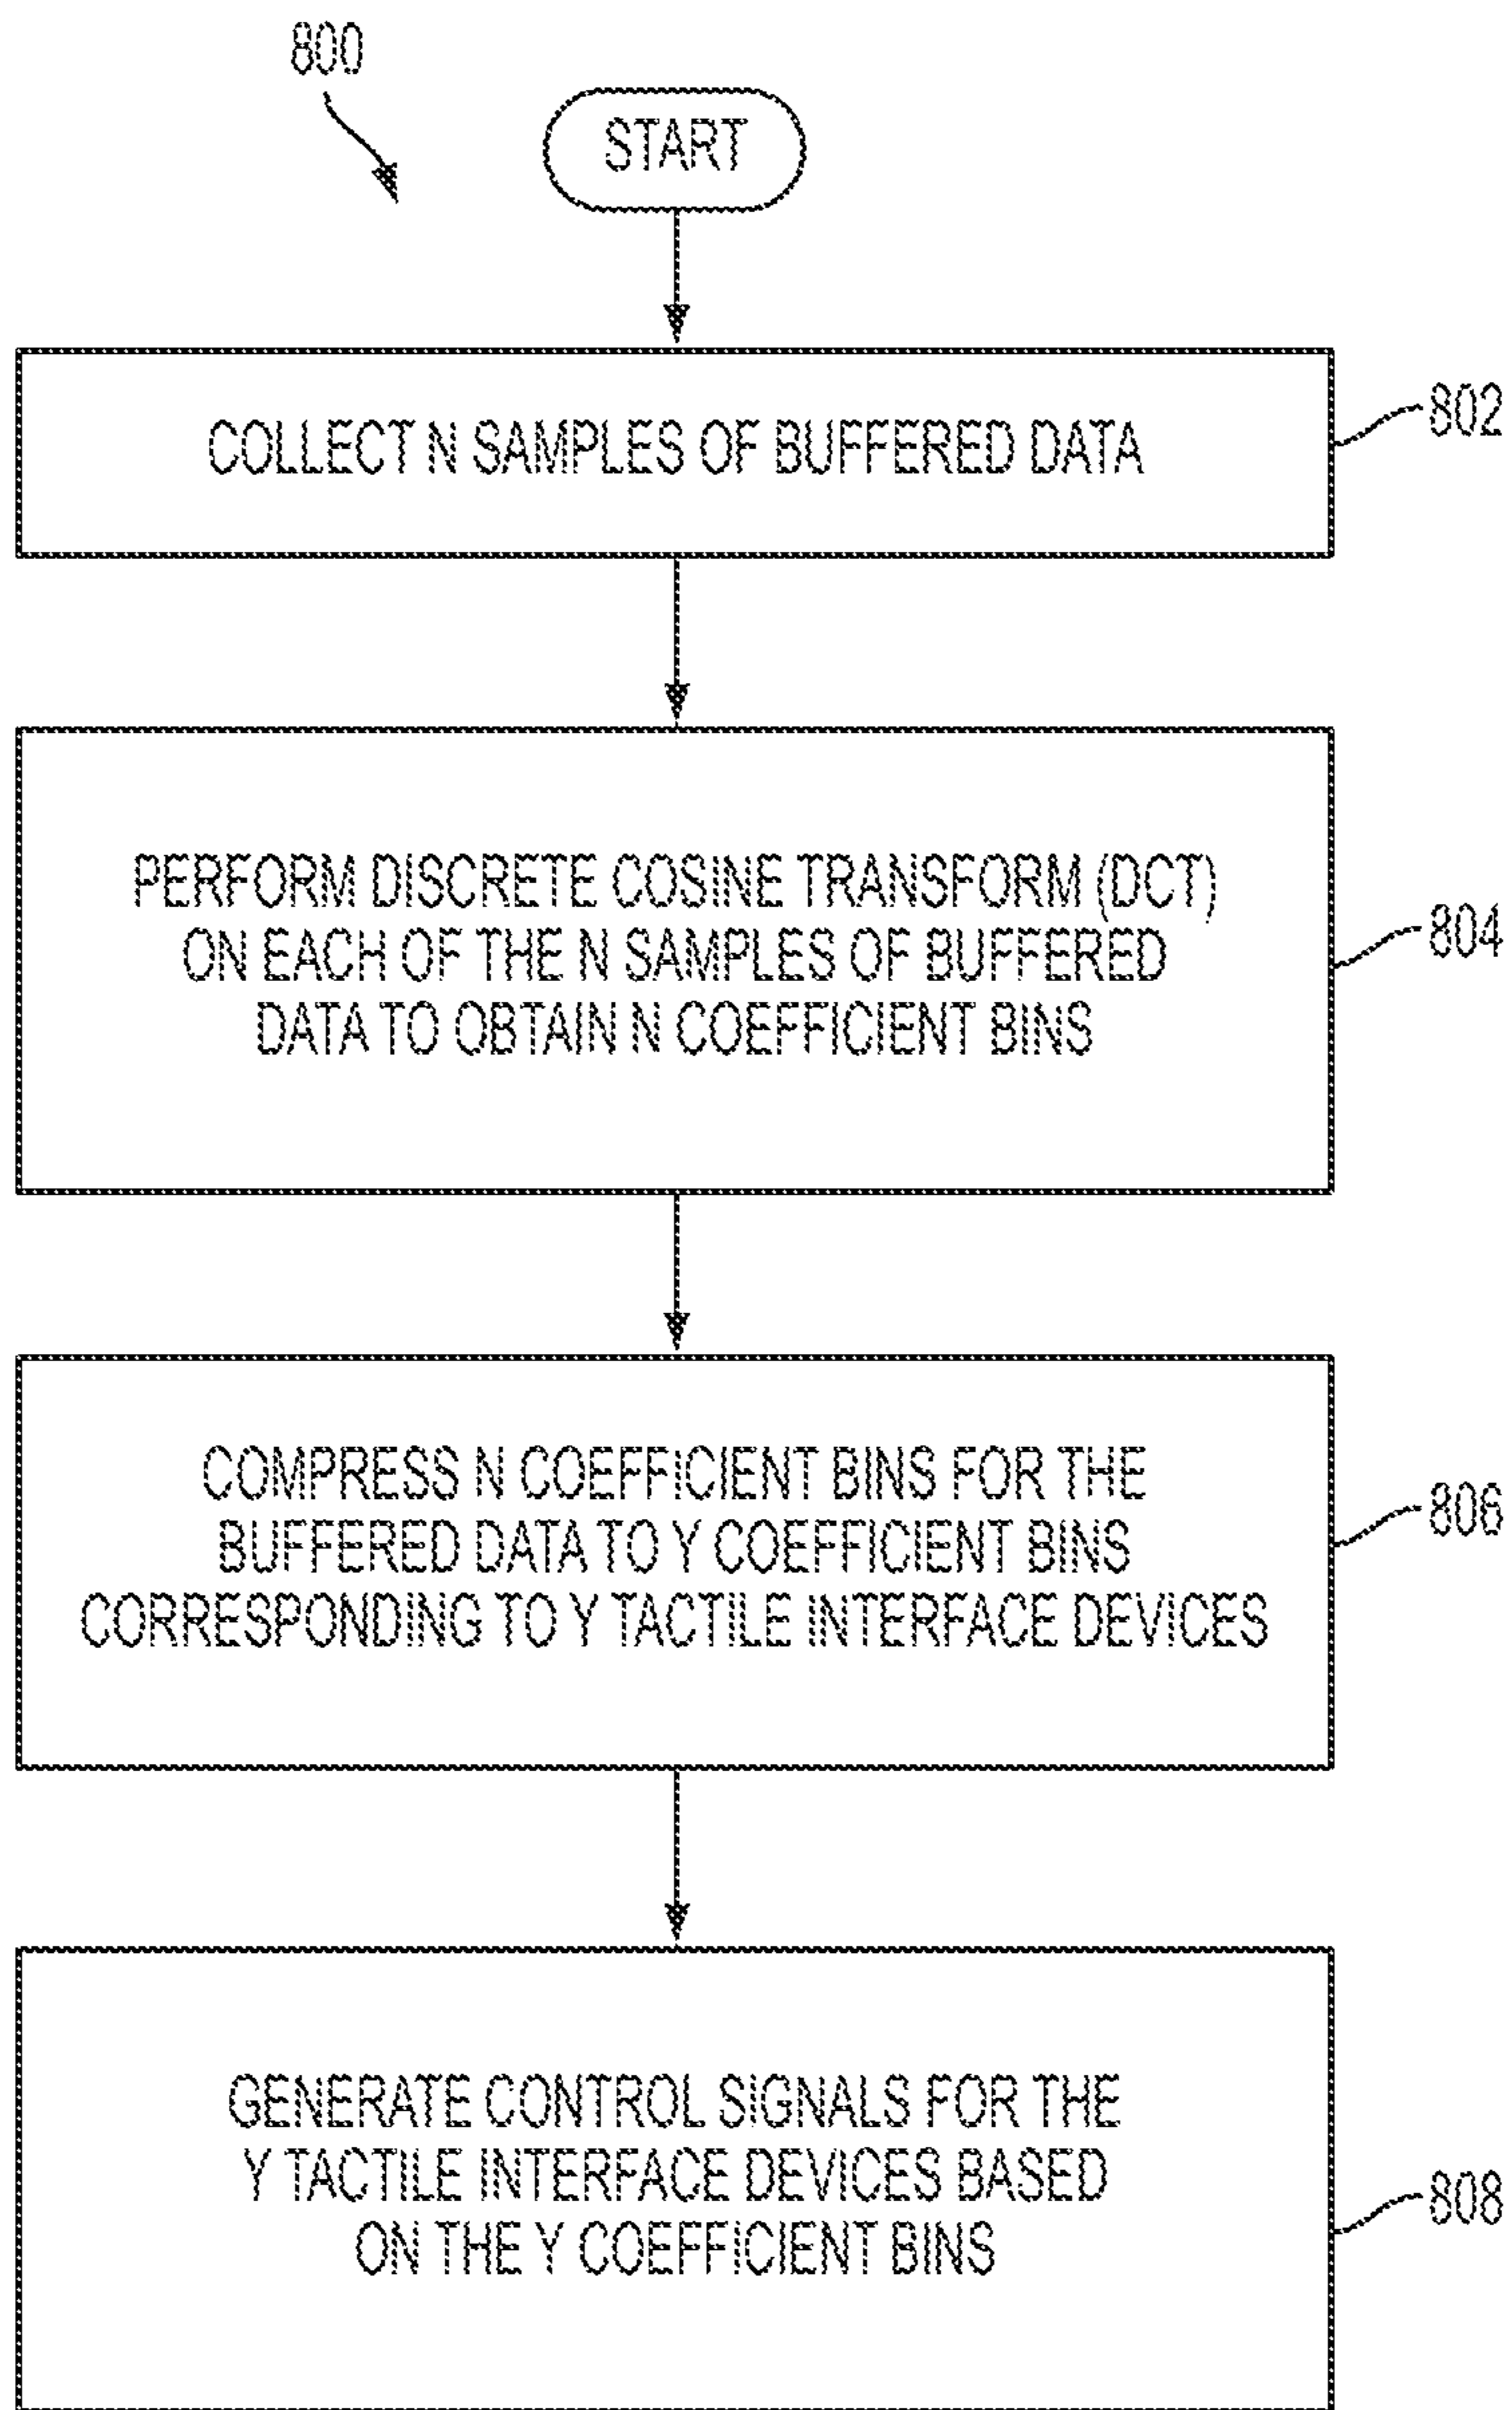 800
START
COLLECT N SAMPLES OF BUFFERED DATA
802
PERFORM DISCRETE COSINE TRANSFORM (DCT)
ON EACH OF THE N SAMPLES OF BUFFERED
DATA TO OBTAIN N COEFFICIENT BINS
804
COMPRESS N COEFFICIENT BINS FOR THE
BUFFERED DATA TO Y COEFFICIENT BINS
CORRESPONDING TO Y TACTILE INTERFACE DEVICES
806
GENERATE CONTROL SIGNALS FOR THE
Y TACTILE INTERFACE DEVICES BASED
ON THE Y COEFFICIENT BINS
808